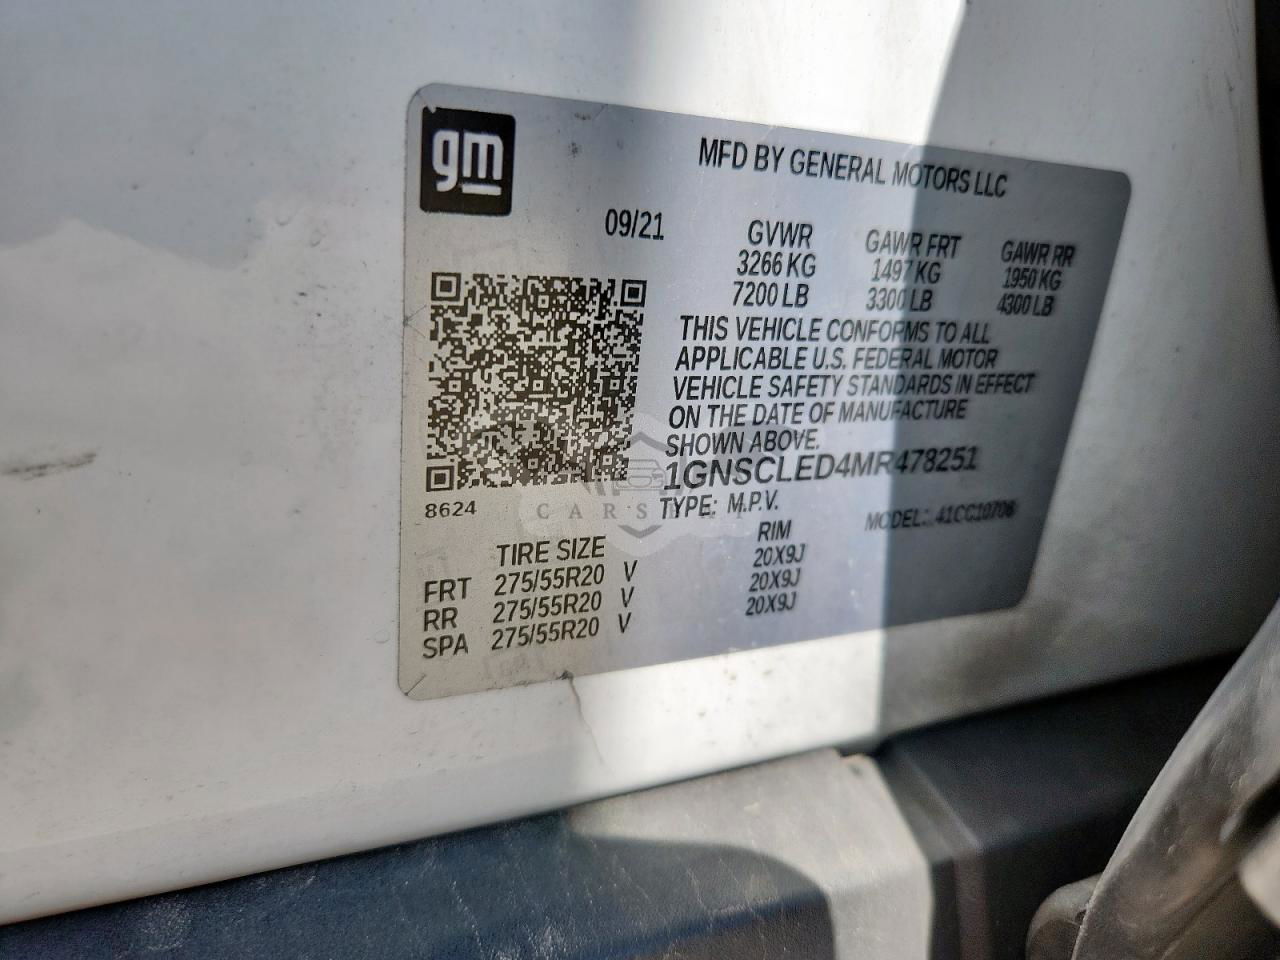 gm
MFD BY GENERAL MOTORS LLC
09/21
GVWR GAWR FRT GAWR RR
3266 KG 1497 KG 1950 KG
7200 LB 3300 LB 4300 LB
THIS VEHICLE CONFORMS TO ALL
APPLICABLE U.S. FEDERAL MOTOR
VEHICLE SAFETY STANDARDS IN EFFECT
ON THE DATE OF MANUFACTURE
SHOWN ABOVE.
1GNSCLED4MR478251
8624
TYPE: M.P.V. MODEL: 41CC10706
TIRE SIZE RIM
FRT 275/55R20 V 20X9J
RR 275/55R20 V 20X9J
SPA 275/55R20 V 20X9J